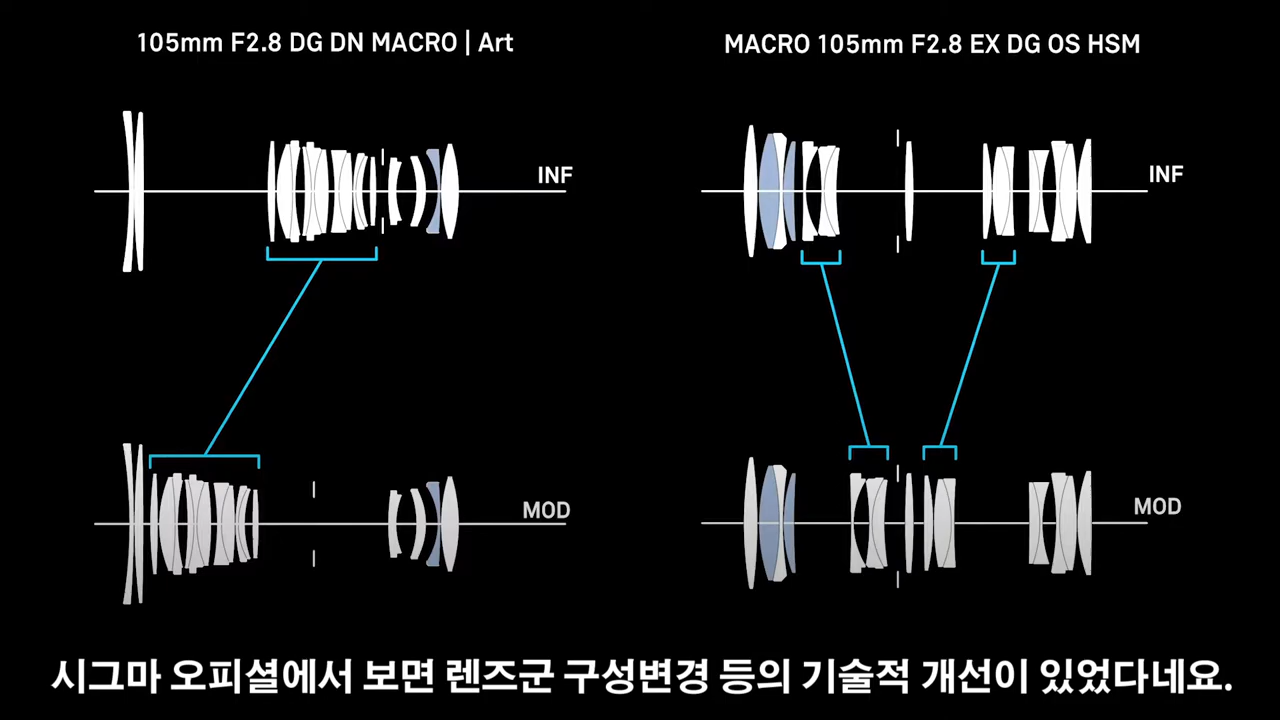 105mm F2.8 DG DN MACRO | Art
MACRO 105mm F2.8 EX DG OS HSM
INF
INF
MOD
MOD
시그마 오피셜에서 보면 렌즈군 구성변경 등의 기술적 개선이 있었다네요.